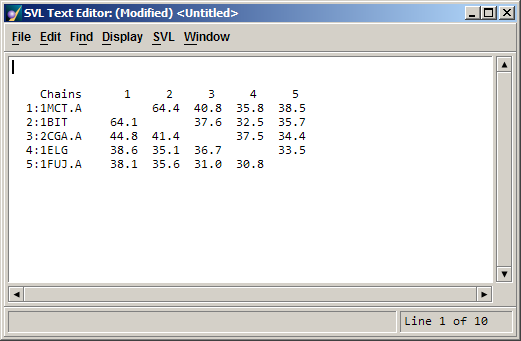 SVL Text Editor: (Modified) <Untitled>
File Edit Find Display SVL Window
Chains 1 2 3 4 5
1:1MCT.A 64.4 40.8 35.8 38.5
2:1BIT 64.1 37.6 32.5 35.7
3:2CGA.A 44.8 41.4 37.5 34.4
4:1ELG 38.6 35.1 36.7 33.5
5:1FUJ.A 38.1 35.6 31.0 30.8
Line 1 of 10